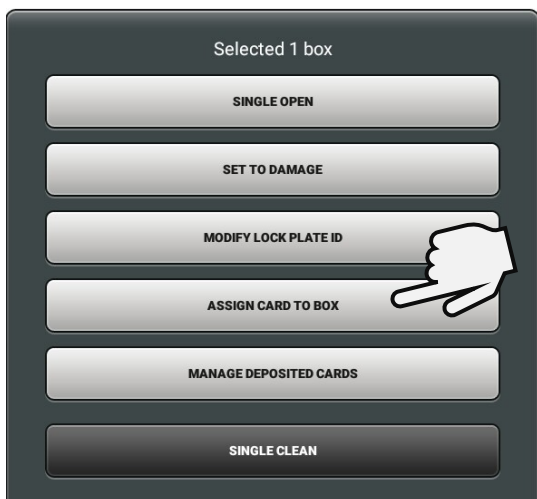 Selected 1 box
SINGLE OPEN
SET TO DAMAGE
MODIFY LOCK PLATE ID
ASSIGN CARD TO BOX
MANAGE DEPOSITED CARDS
SINGLE CLEAN